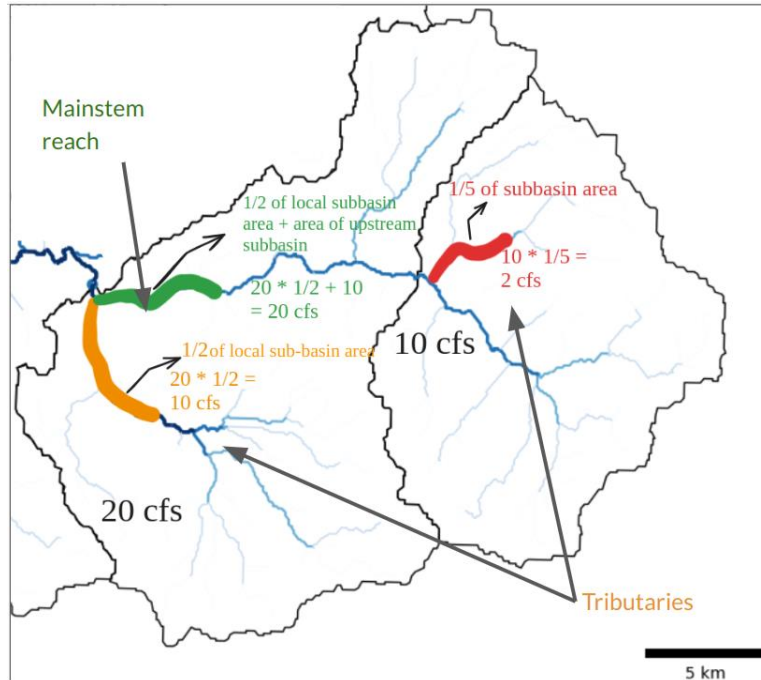 Mainstem
reach
1/2 of local subbasin
area + area of upstream
subbasin
20 * 1/2 + 10
= 20 cfs
1/5 of subbasin area
10 * 1/5 =
2 cfs
10 cfs
1/2 of local sub-basin area
20 * 1/2 =
10 cfs
20 cfs
Tributaries
5 km